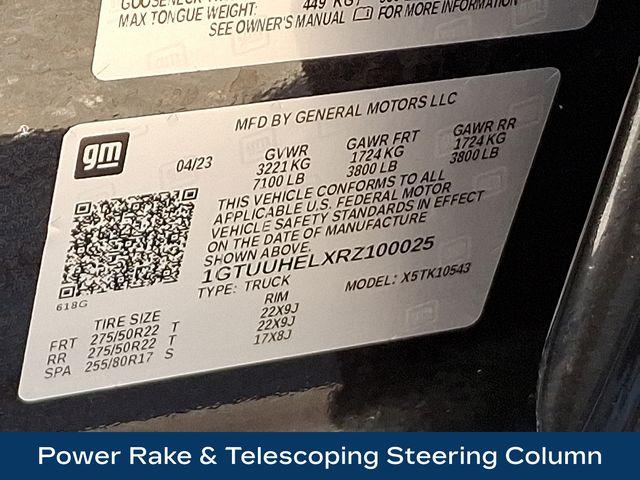 MAX TONGUE WEIGHT: 449 KG /
SEE OWNER'S MANUAL FOR MORE INFORMATION
MFD BY GENERAL MOTORS LLC
gm
04/23
GVWR GAWR FRT GAWR RR
3221 KG 1724 KG 1724 KG
7100 LB 3800 LB 3800 LB
THIS VEHICLE CONFORMS TO ALL
APPLICABLE U.S. FEDERAL MOTOR
VEHICLE SAFETY STANDARDS IN EFFECT
ON THE DATE OF MANUFACTURE
SHOWN ABOVE.
1GTUUHELXRZ100025
TYPE: TRUCK MODEL: X5TK10543
618G
TIRE SIZE RIM
FRT 275/50R22 T 22X9J
RR 275/50R22 T 22X9J
SPA 255/80R17 S 17X8J
Power Rake & Telescoping Steering Column